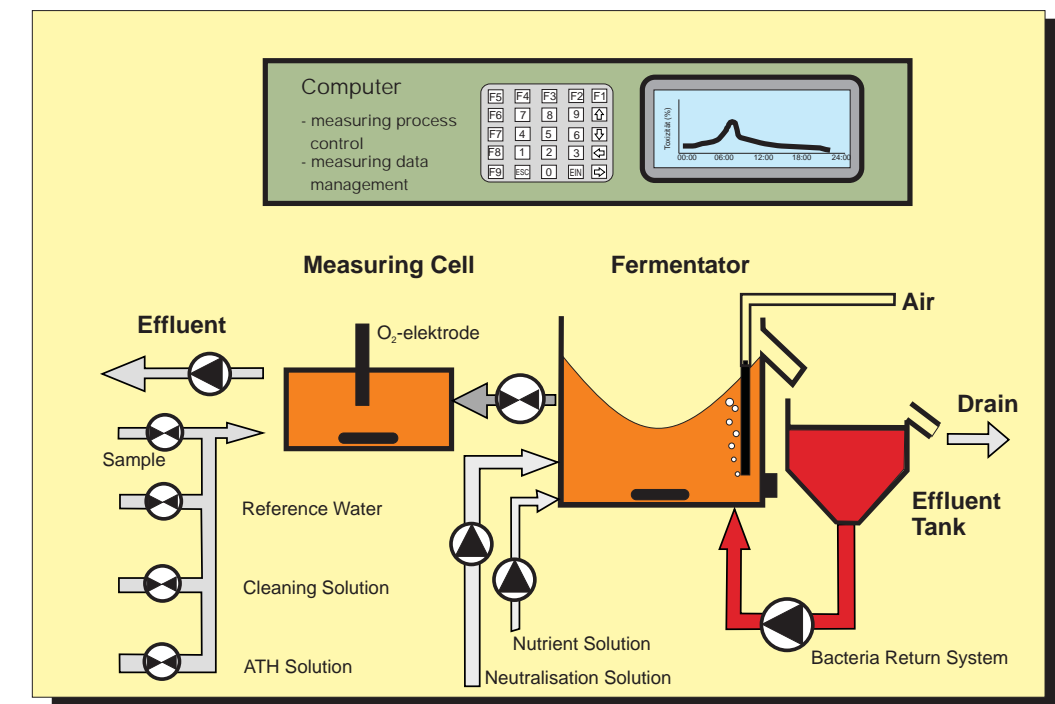 Computer
- measuring process
control
- measuring data
management
F5 F4 F3 F2 F1
F6 7 8 9
F7 4 5 6
F8 1 2 3
F9 ESC 0 EIN
Toxizität (%)
00:00 06:00 12:00 18:00 24:00
Measuring Cell
Fermentator
Air
Effluent
O2-elektrode
Drain
Sample
Effluent
Tank
Reference Water
Cleaning Solution
Nutrient Solution
Bacteria Return System
ATH Solution
Neutralisation Solution